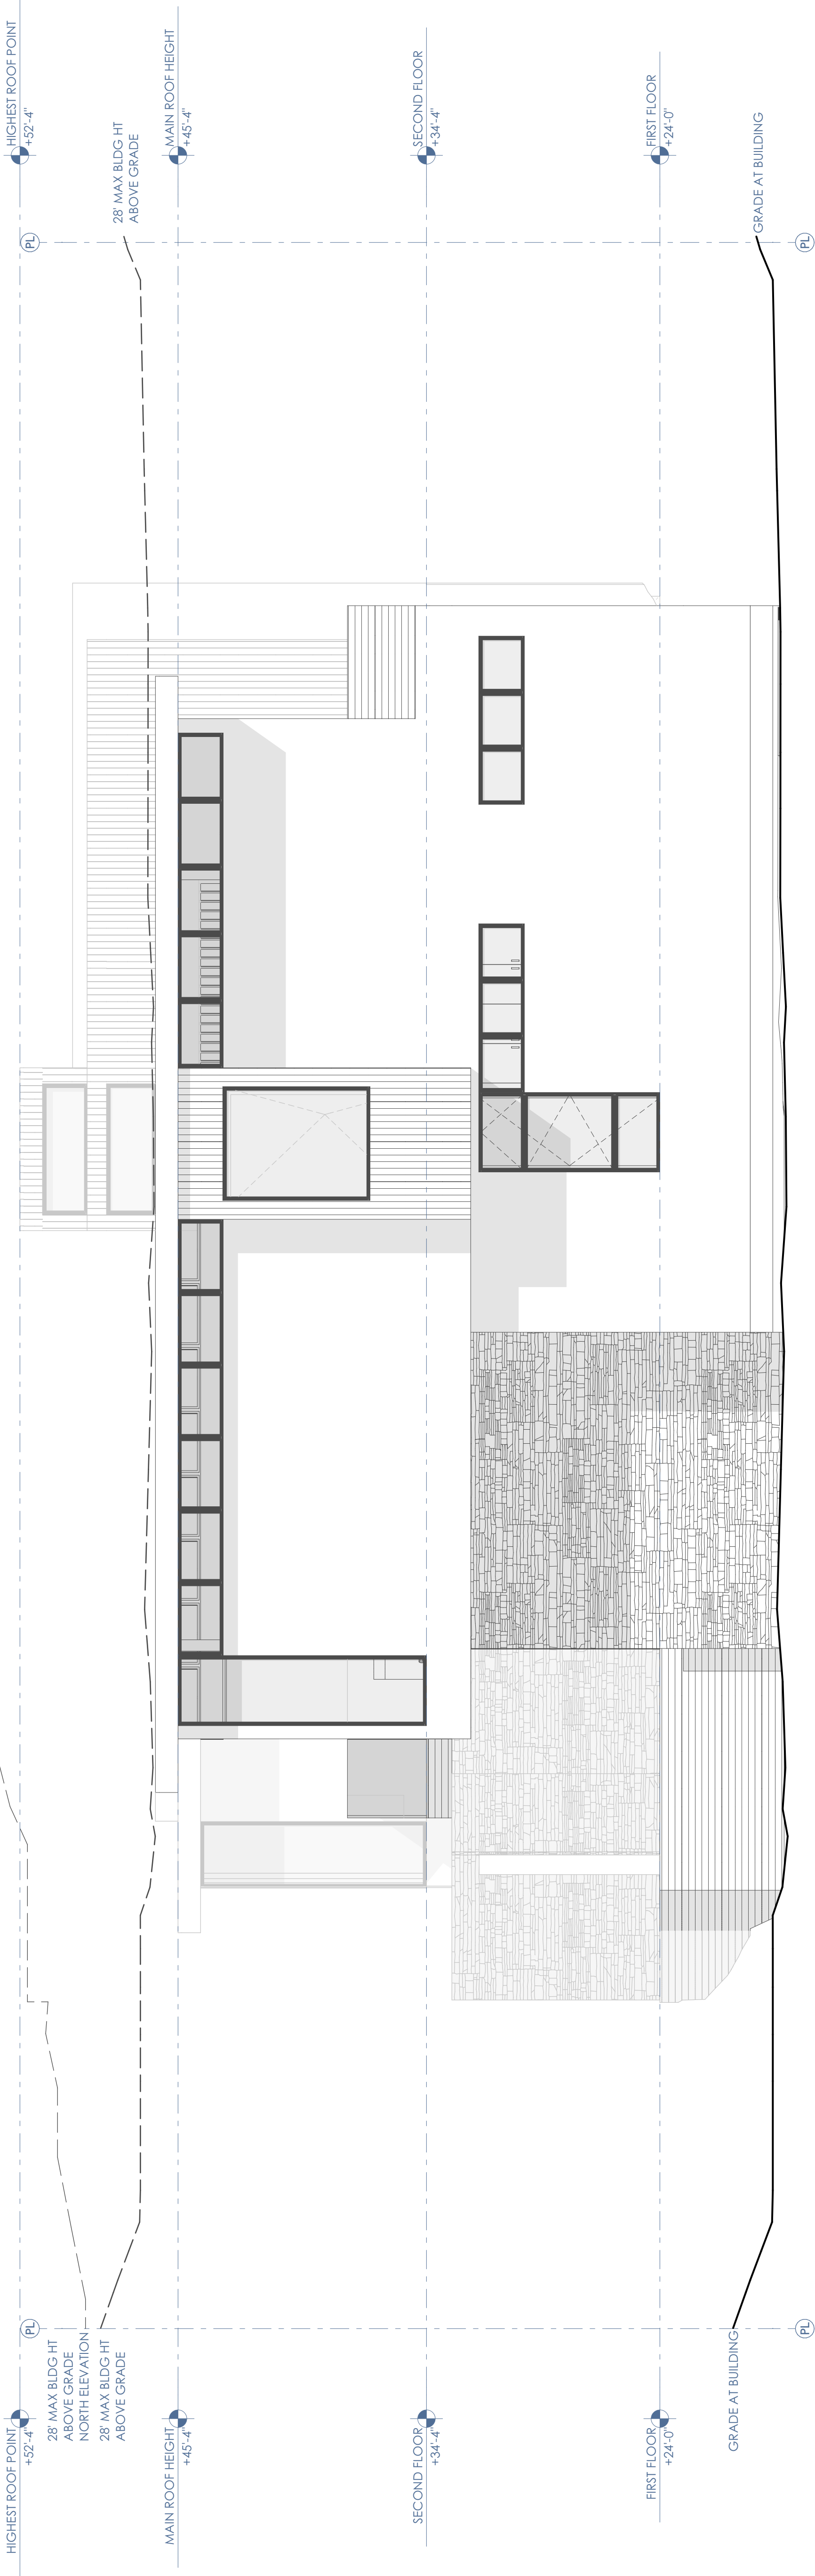 HIGHEST ROOF POINT
+52'-4"
28' MAX BLDG HT
ABOVE GRADE
NORTH ELEVATION
28' MAX BLDG HT
ABOVE GRADE
MAIN ROOF HEIGHT
+45'-4"
SECOND FLOOR
+34'-4"
FIRST FLOOR
+24'-0"
GRADE AT BUILDING
PL
PL
HIGHEST ROOF POINT
+52'-4"
28' MAX BLDG HT
ABOVE GRADE
MAIN ROOF HEIGHT
+45'-4"
SECOND FLOOR
+34'-4"
FIRST FLOOR
+24'-0"
GRADE AT BUILDING
PL
PL